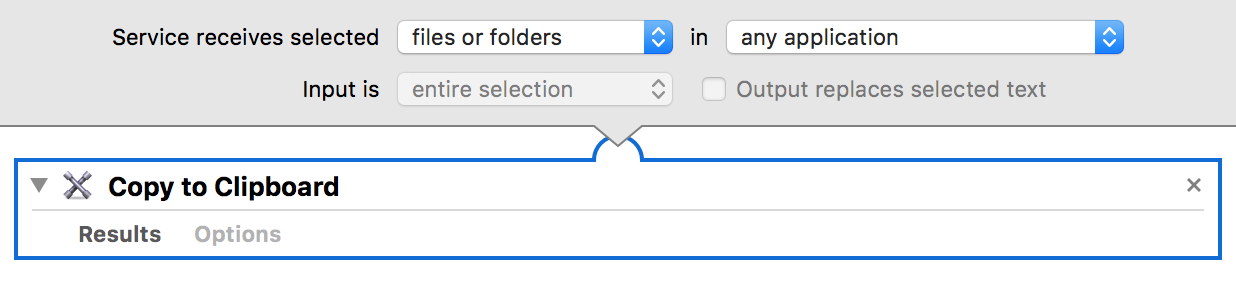 Service receives selected files or folders in any application
Input is entire selection Output replaces selected text
Copy to Clipboard
Results Options